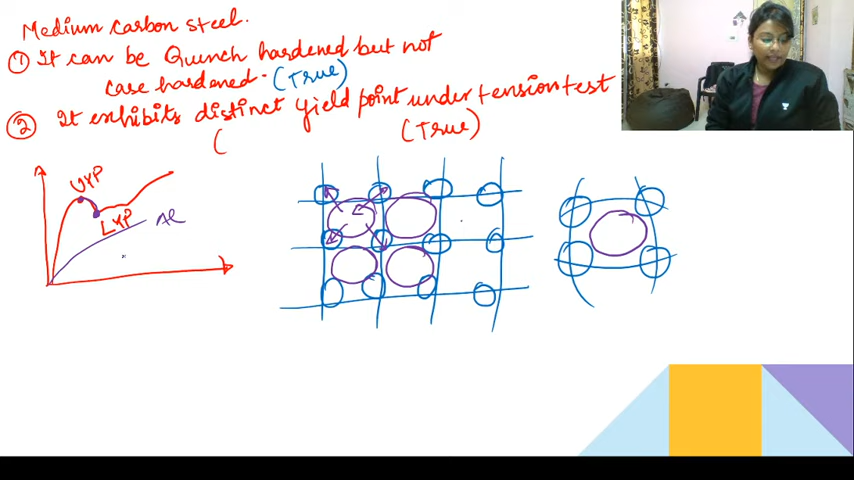 Medium carbon steel.
① It can be Qunch hardened but not
case hardened. (True)
② It exhibits distinct yield point under tension test
( (True)
UYP
LYP
Al